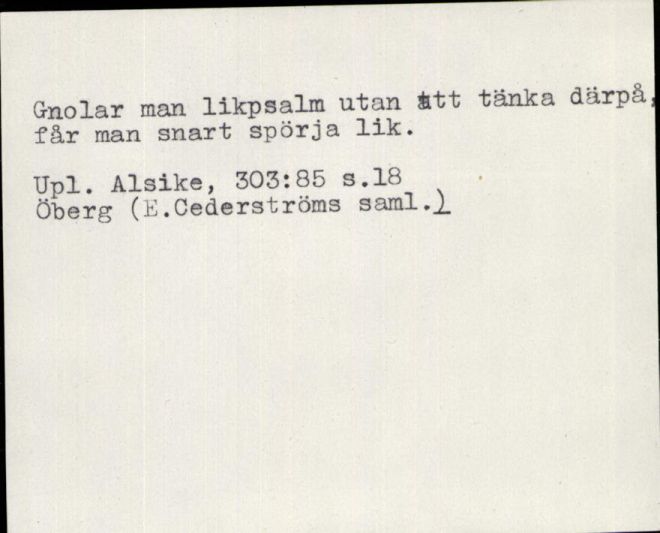 Gnolar man likpsalm utan att tänka därpå,
får man snart spörja lik.
Upl. Alsike, 303:85 s.18
Öberg (E.Cederströms saml.)